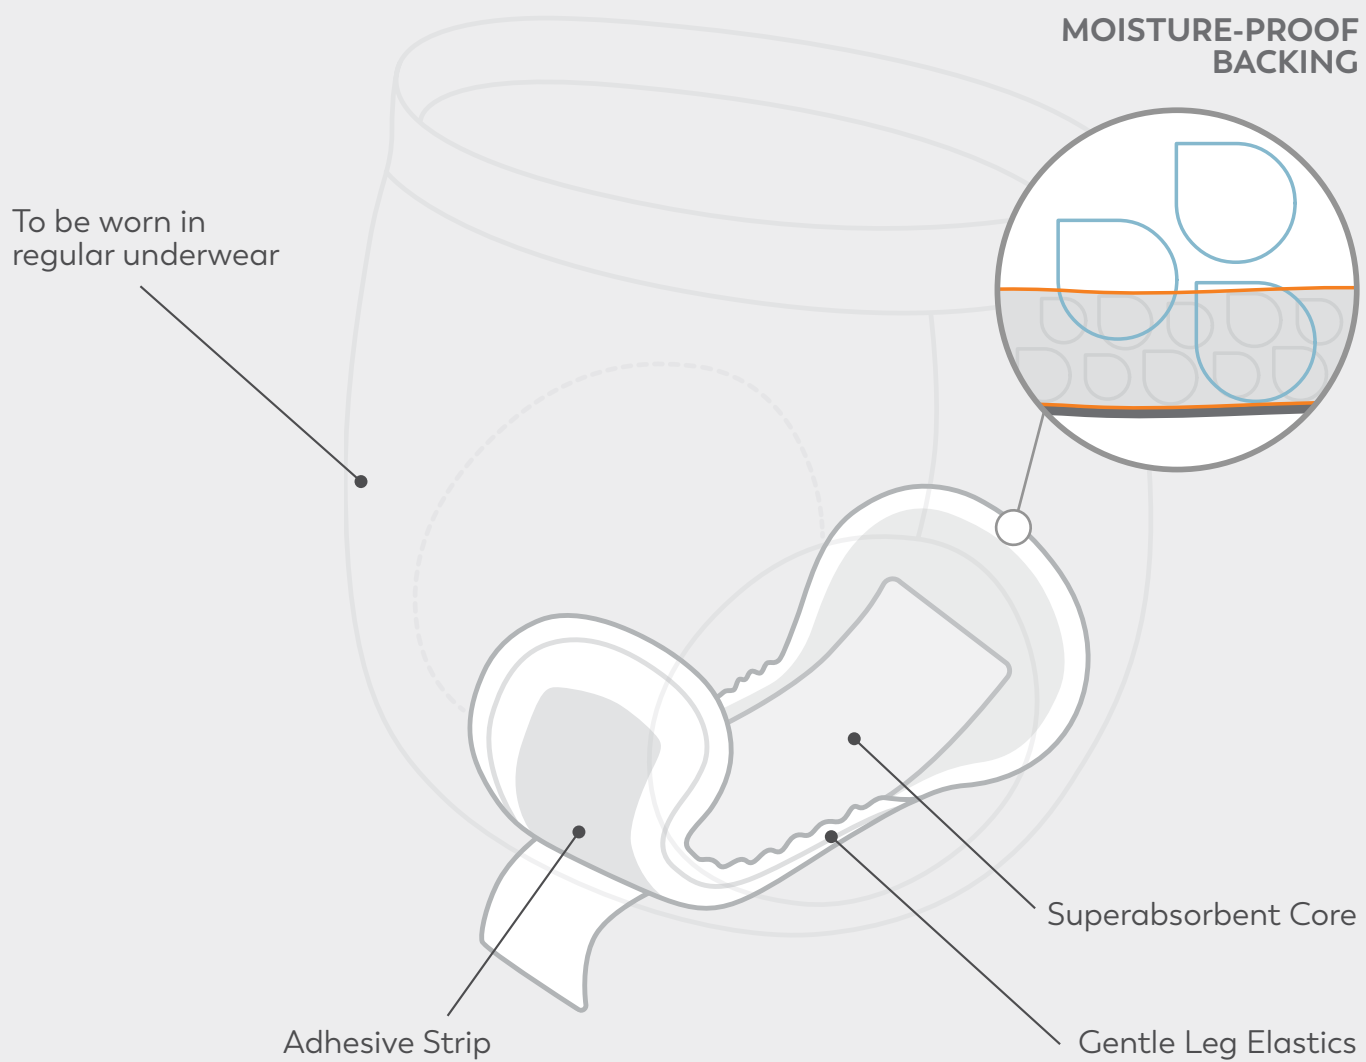 MOISTURE-PROOF
BACKING
To be worn in
regular underwear
Superabsorbent Core
Adhesive Strip
Gentle Leg Elastics